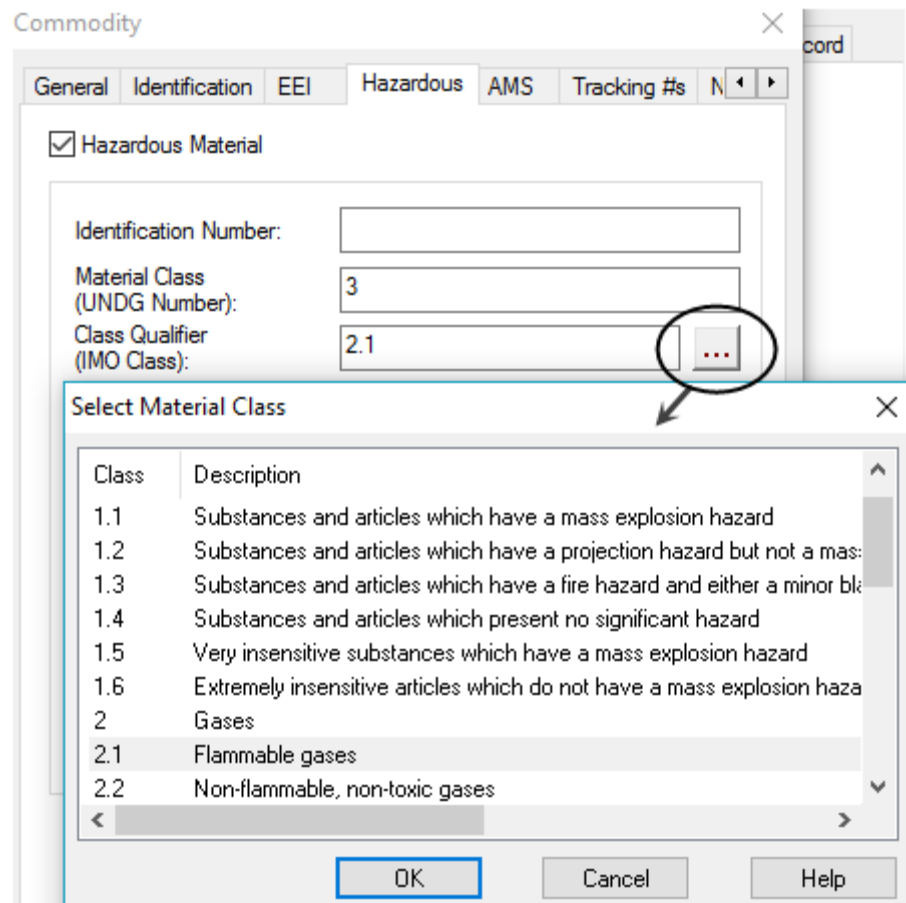 Commodity
cord
General Identification EEI Hazardous AMS Tracking #s N
Hazardous Material
Identification Number:
Material Class
(UNDG Number):
3
Class Qualifier
(IMO Class):
2.1
...
Select Material Class
Class Description
1.1 Substances and articles which have a mass explosion hazard
1.2 Substances and articles which have a projection hazard but not a mas
1.3 Substances and articles which have a fire hazard and either a minor bla
1.4 Substances and articles which present no significant hazard
1.5 Very insensitive substances which have a mass explosion hazard
1.6 Extremely insensitive articles which do not have a mass explosion haza
2 Gases
2.1 Flammable gases
2.2 Non-flammable, non-toxic gases
OK Cancel Help